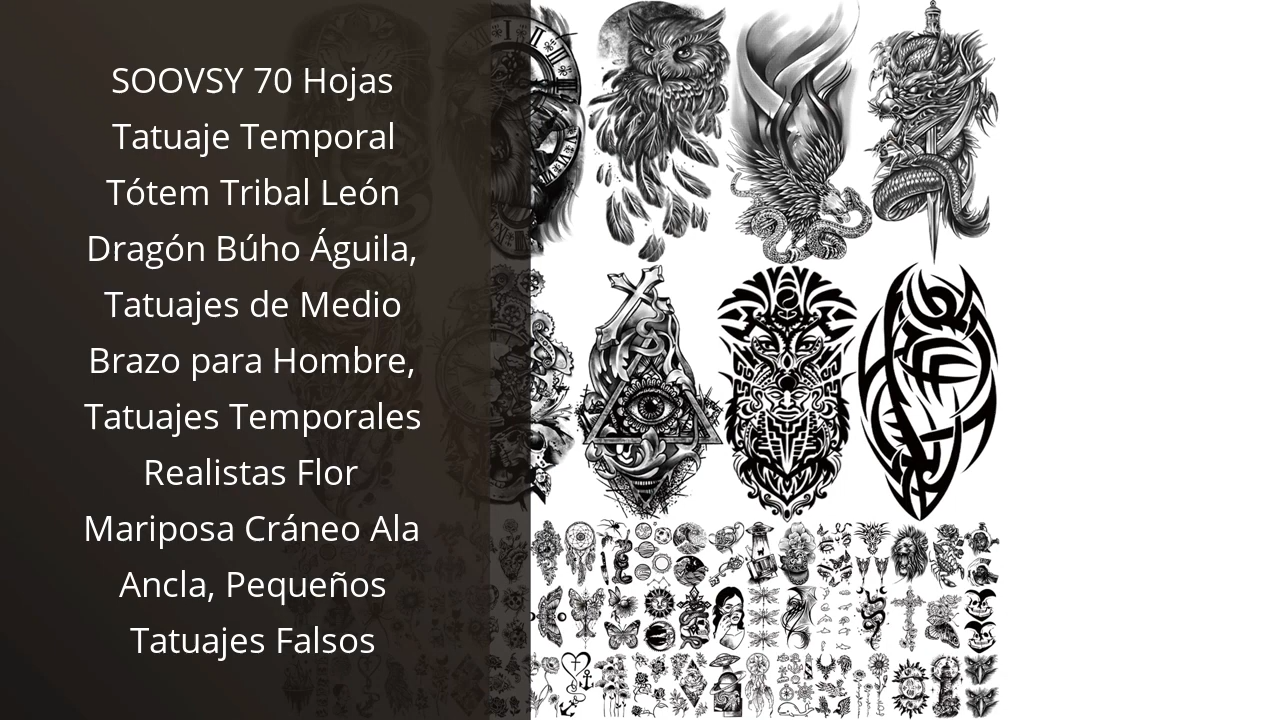 SOOVSY 70 Hojas
Tatuaje Temporal
Tótem Tribal León
Dragón Búho Águila,
Tatuajes de Medio
Brazo para Hombre,
Tatuajes Temporales
Realistas Flor
Mariposa Cráneo Ala
Ancla, Pequeños
Tatuajes Falsos